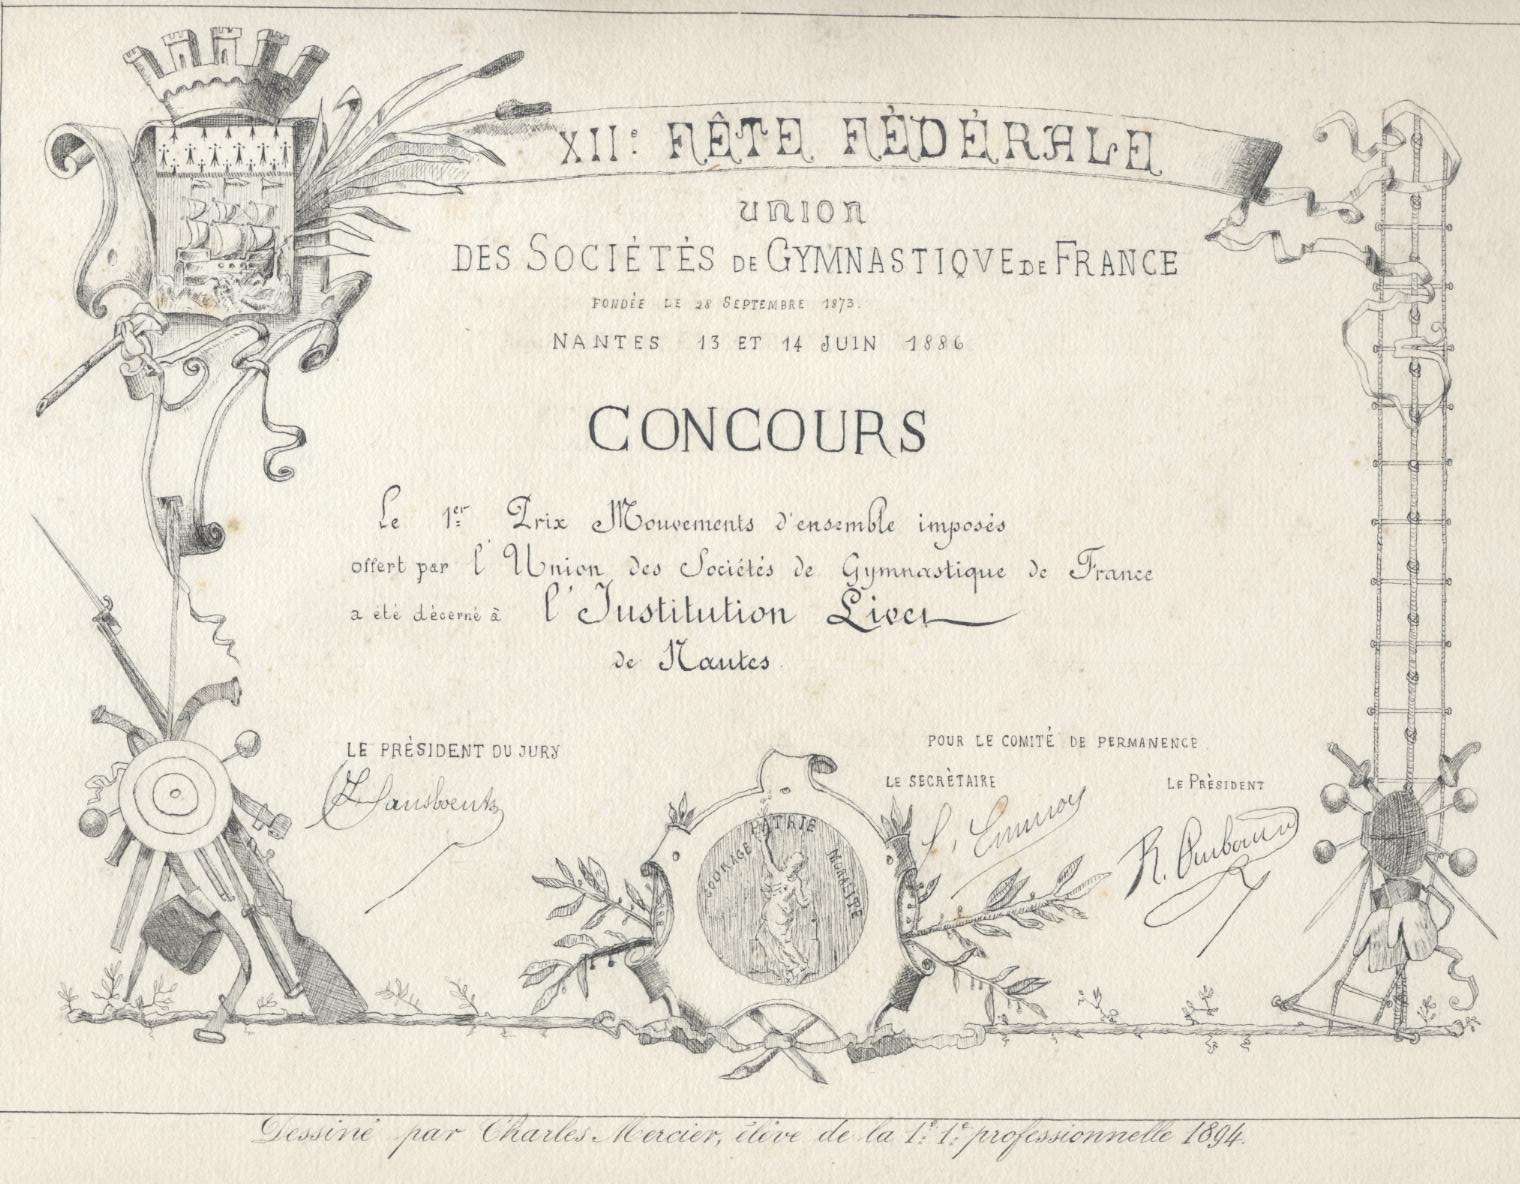 XIIe. FÊTE FÉDÉRALE
UNION
DES SOCIÉTÉS DE GYMNASTIQVE DE FRANCE
FONDÉE LE 28 SEPTEMBRE 1873.
NANTES 13 ET 14 JUIN 1886
CONCOURS
Le 1er Prix Mouvements d'ensemble imposés
offert par l'Union des Sociétés de Gymnastique de France
a été décerné à l'Institution Livet
de Nantes.
LE PRÉSIDENT DU JURY
POUR LE COMITÉ DE PERMANENCE.
LE SECRÉTAIRE
LE PRÉSIDENT
COURAGE PATRIE MORALITÉ
Dessiné par Charles Mercier, élève de la 1e. 1e. professionnelle 1894.